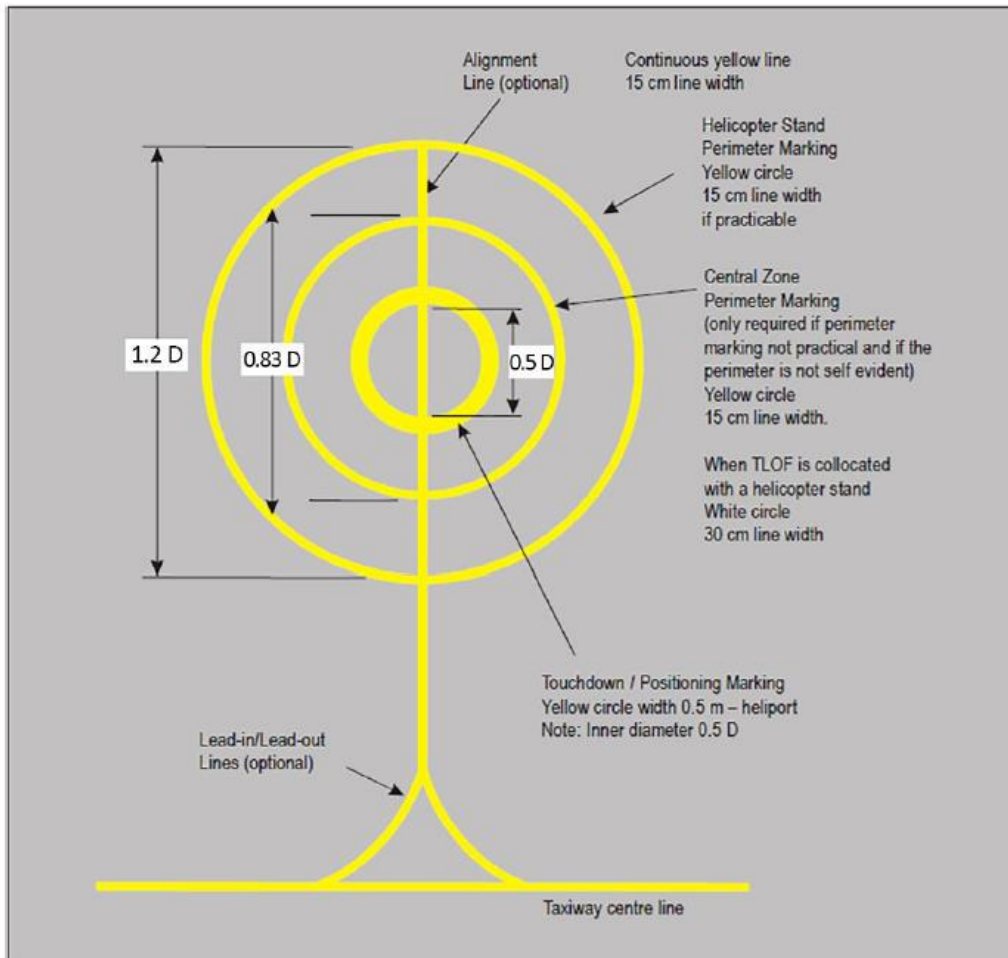 Alignment
Line (optional)
Continuous yellow line
15 cm line width
Helicopter Stand
Perimeter Marking
Yellow circle
15 cm line width
if practicable
Central Zone
Perimeter Marking
(only required if perimeter
marking not practical and if the
perimeter is not self evident)
Yellow circle
15 cm line width.
1.2 D
0.83 D
0.5 D
When TLOF is collocated
with a helicopter stand
White circle
30 cm line width
Touchdown / Positioning Marking
Yellow circle width 0.5 m – heliport
Note: Inner diameter 0.5 D
Lead-in/Lead-out
Lines (optional)
Taxiway centre line